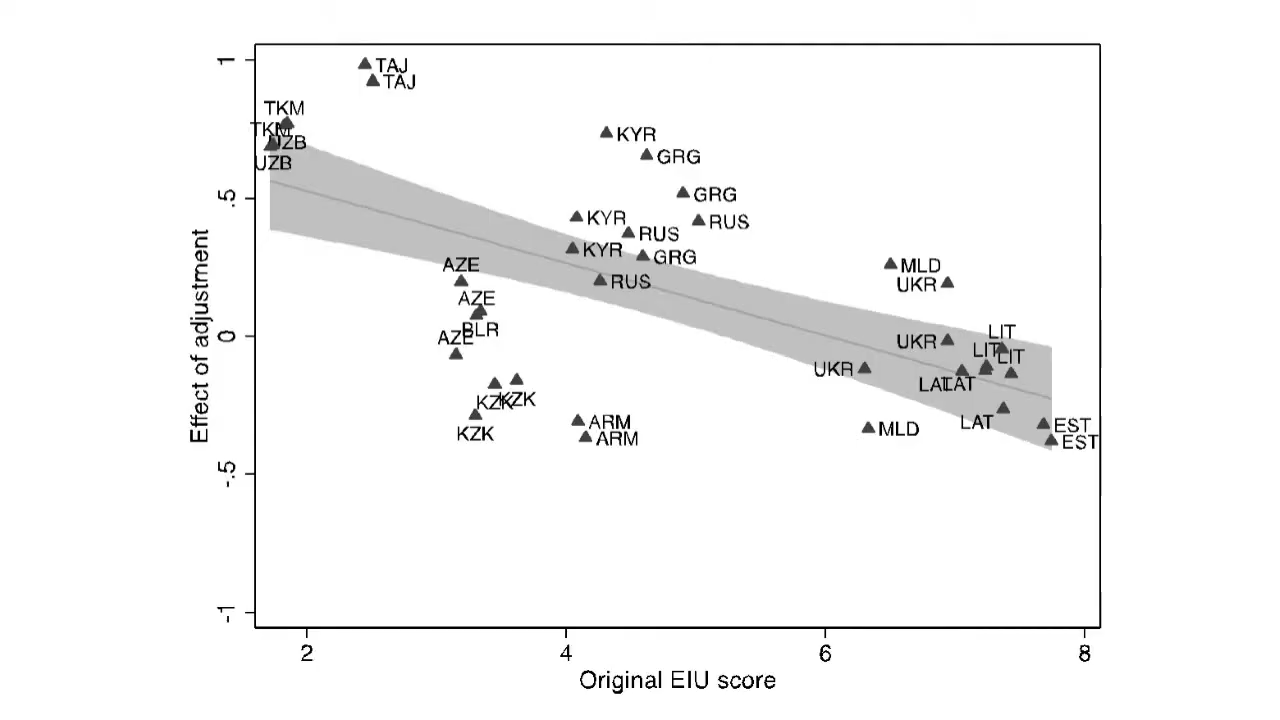 1
TAJ
TAJ
TKM
TKM
UZB
UZB
KYR
GRG
.5
GRG
KYR
RUS
RUS
KYR
GRG
AZE
MLD
RUS
UKR
AZE
BLR
AZE
0
LIT
UKR
LIT
LIT
UKR
LAT
LAT
KZK
KZK
KZK
ARM
ARM
LAT
EST
MLD
EST
-.5
-1
2
4
6
8
Effect of adjustment
Original EIU score